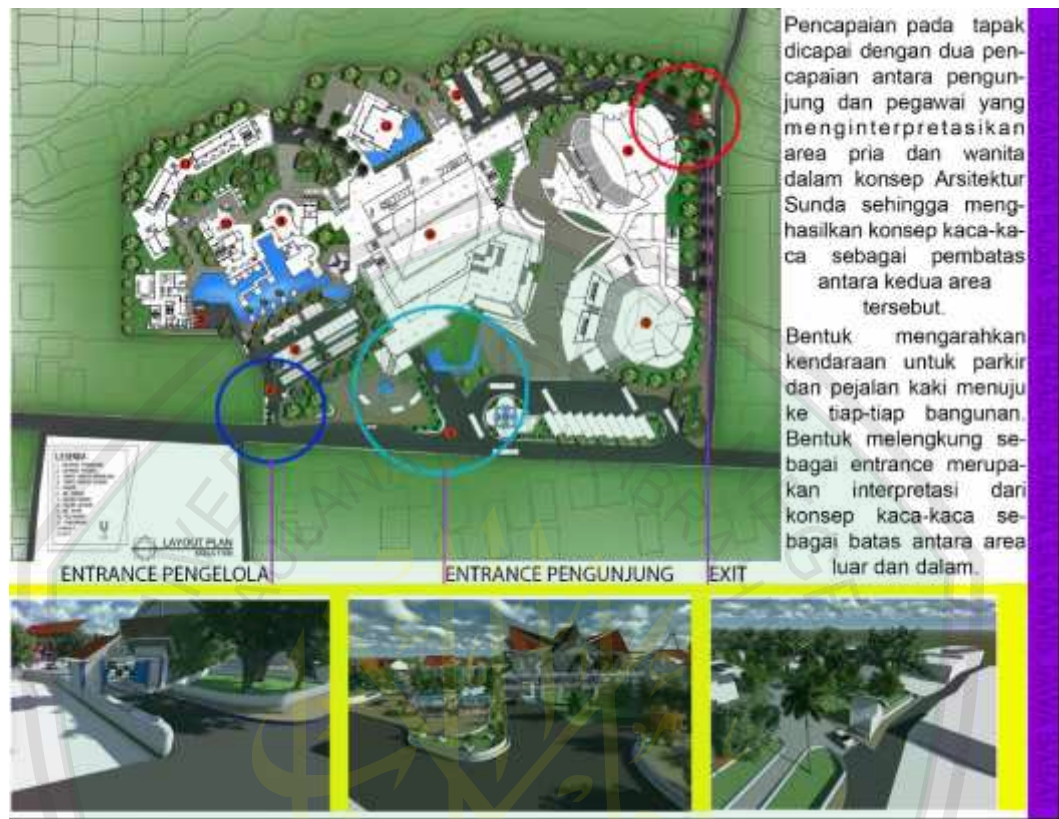 Pencapaian pada tapak
dicapai dengan dua pen-
capaian antara pengun-
jung dan pegawai yang
menginterpretasikan
area pria dan wanita
dalam konsep Arsitektur
Sunda sehingga meng-
hasilkan konsep kaca-ka-
ca sebagai pembatas
antara kedua area
tersebut.
Bentuk mengarahkan
kendaraan untuk parkir
dan pejalan kaki menuju
ke tiap-tiap bangunan.
Bentuk melengkung se-
bagai entrance merupa-
kan interpretasi dari
konsep kaca-kaca se-
bagai batas antara area
luar dan dalam.
LEGENDA
U
LAYOUT PLAN
ENTRANCE PENGELOLA
ENTRANCE PENGUNJUNG
EXIT